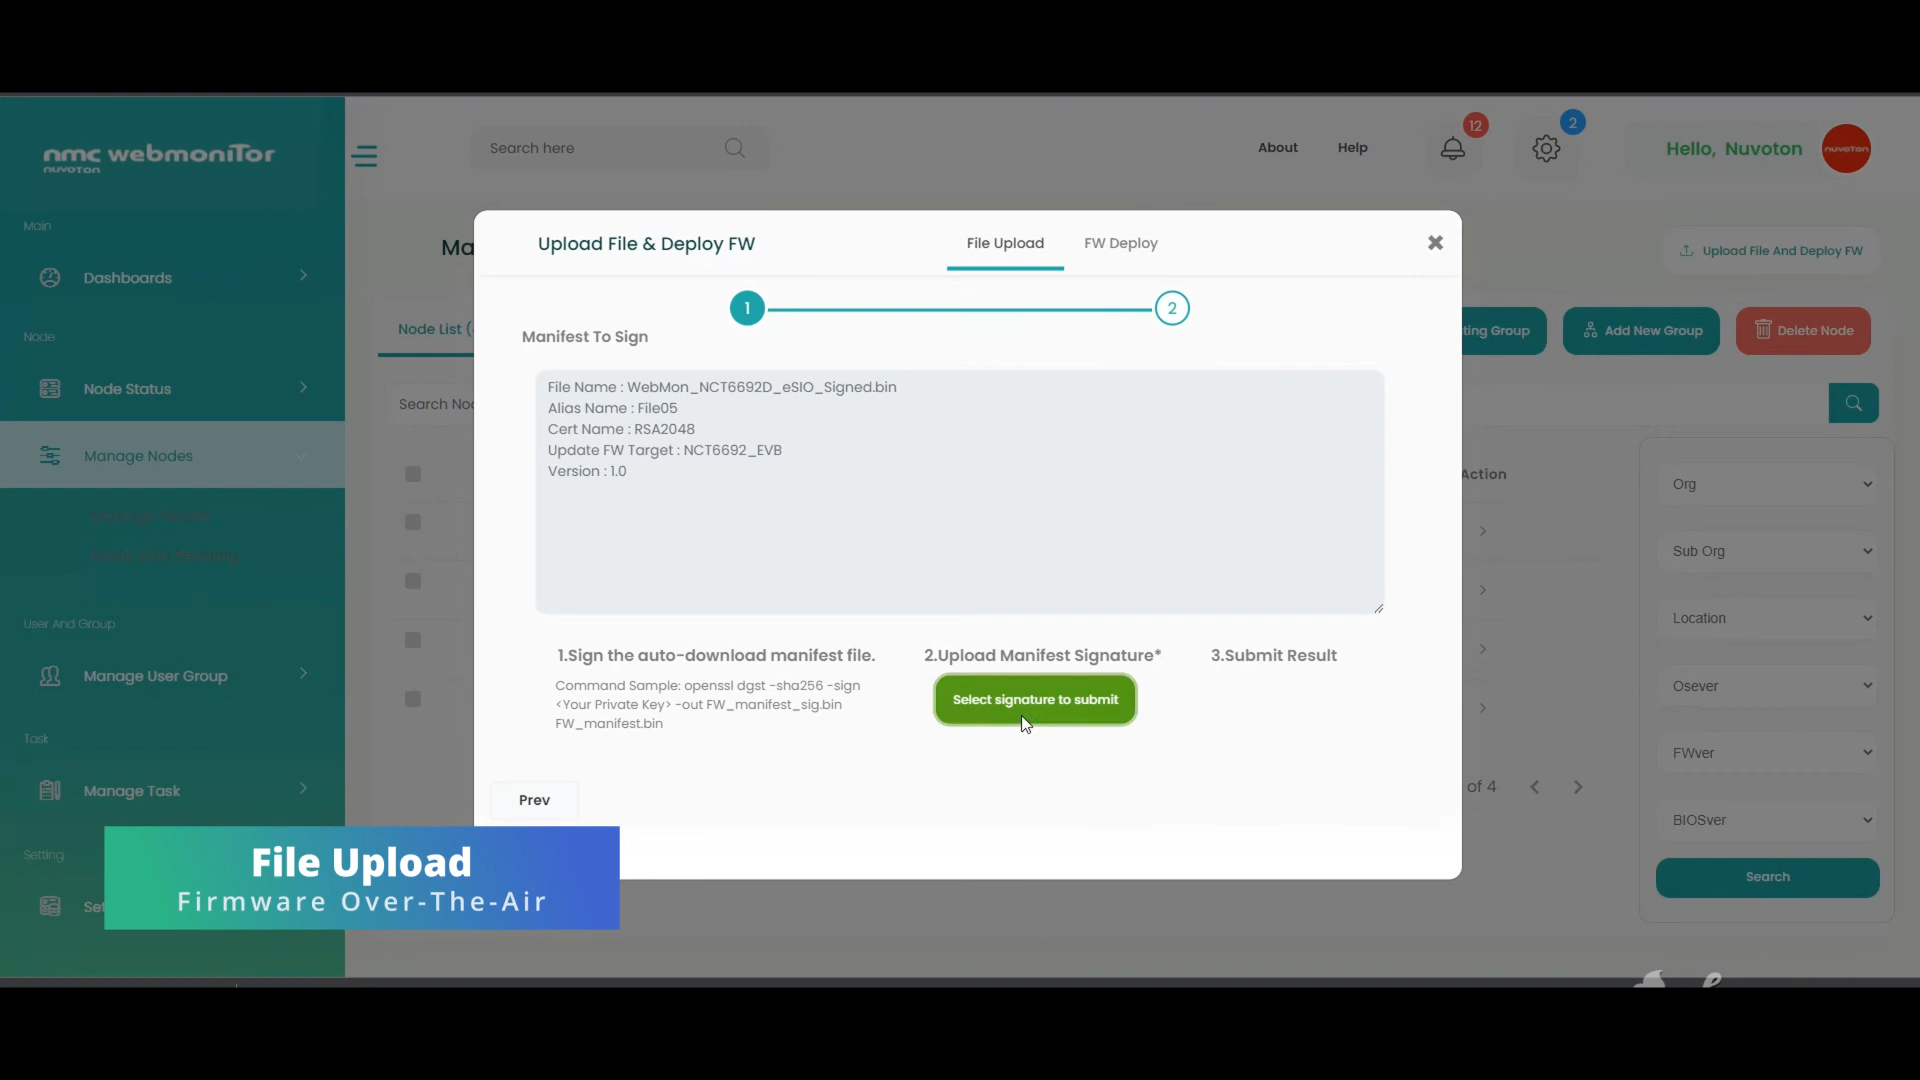 nmc webmoniTor
nuvoTon
Search here
About
Help
12
2
Hello, Nuvoton
nuvoTon
Main
Dashboards
Node
Node Status
Manage Nodes
Manage Nodes
User And Group
Manage User Group
Task
Manage Task
Setting
Set
Ma
Upload File And Deploy FW
Node List (
ting Group
Add New Group
Delete Node
Search Noc
Action
Org
Sub Org
Location
Osever
FWver
BIOSver
Search
of 4
Upload File & Deploy FW
File Upload
FW Deploy
1
2
Manifest To Sign
File Name : WebMon_NCT6692D_eSIO_Signed.bin
Alias Name : File05
Cert Name : RSA2048
Update FW Target : NCT6692_EVB
Version : 1.0
1.Sign the auto-download manifest file.
Command Sample: openssl dgst -sha256 -sign
<Your Private Key> -out FW_manifest_sig.bin
FW_manifest.bin
2.Upload Manifest Signature*
Select signature to submit
3.Submit Result
Prev
File Upload
Firmware Over-The-Air